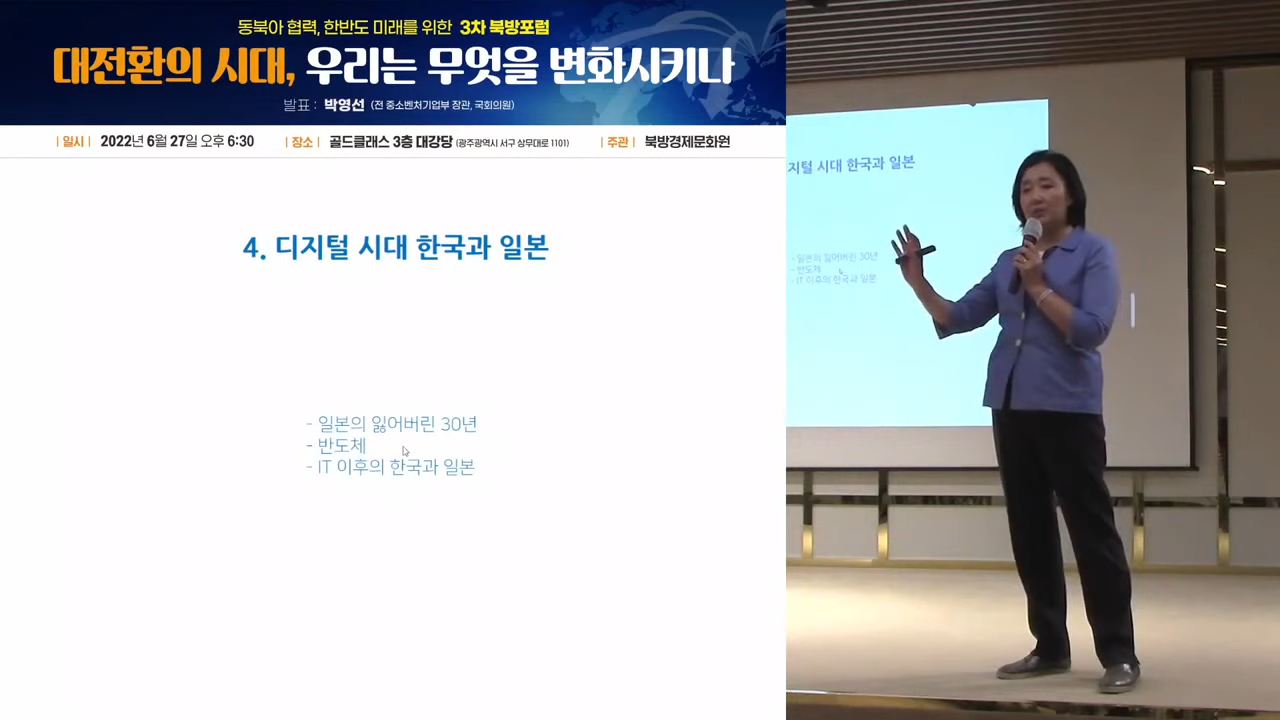 동북아 협력, 한반도 미래를 위한 3차 북방포럼
대전환의 시대, 우리는 무엇을 변화시키나
발표 : 박영선 (전 중소벤처기업부 장관, 국회의원)
| 일시 | 2022년 6월 27일 오후 6:30 | 장소 | 골드클래스 3층 대강당 (광주광역시 서구 상무대로 1101) | 주관 | 북방경제문화원
4. 디지털 시대 한국과 일본
- 일본의 잃어버린 30년
- 반도체
- IT 이후의 한국과 일본
지털 시대 한국과 일본
- 일본의 잃어버린 30년
- 반도체
- IT 이후의 한국과 일본